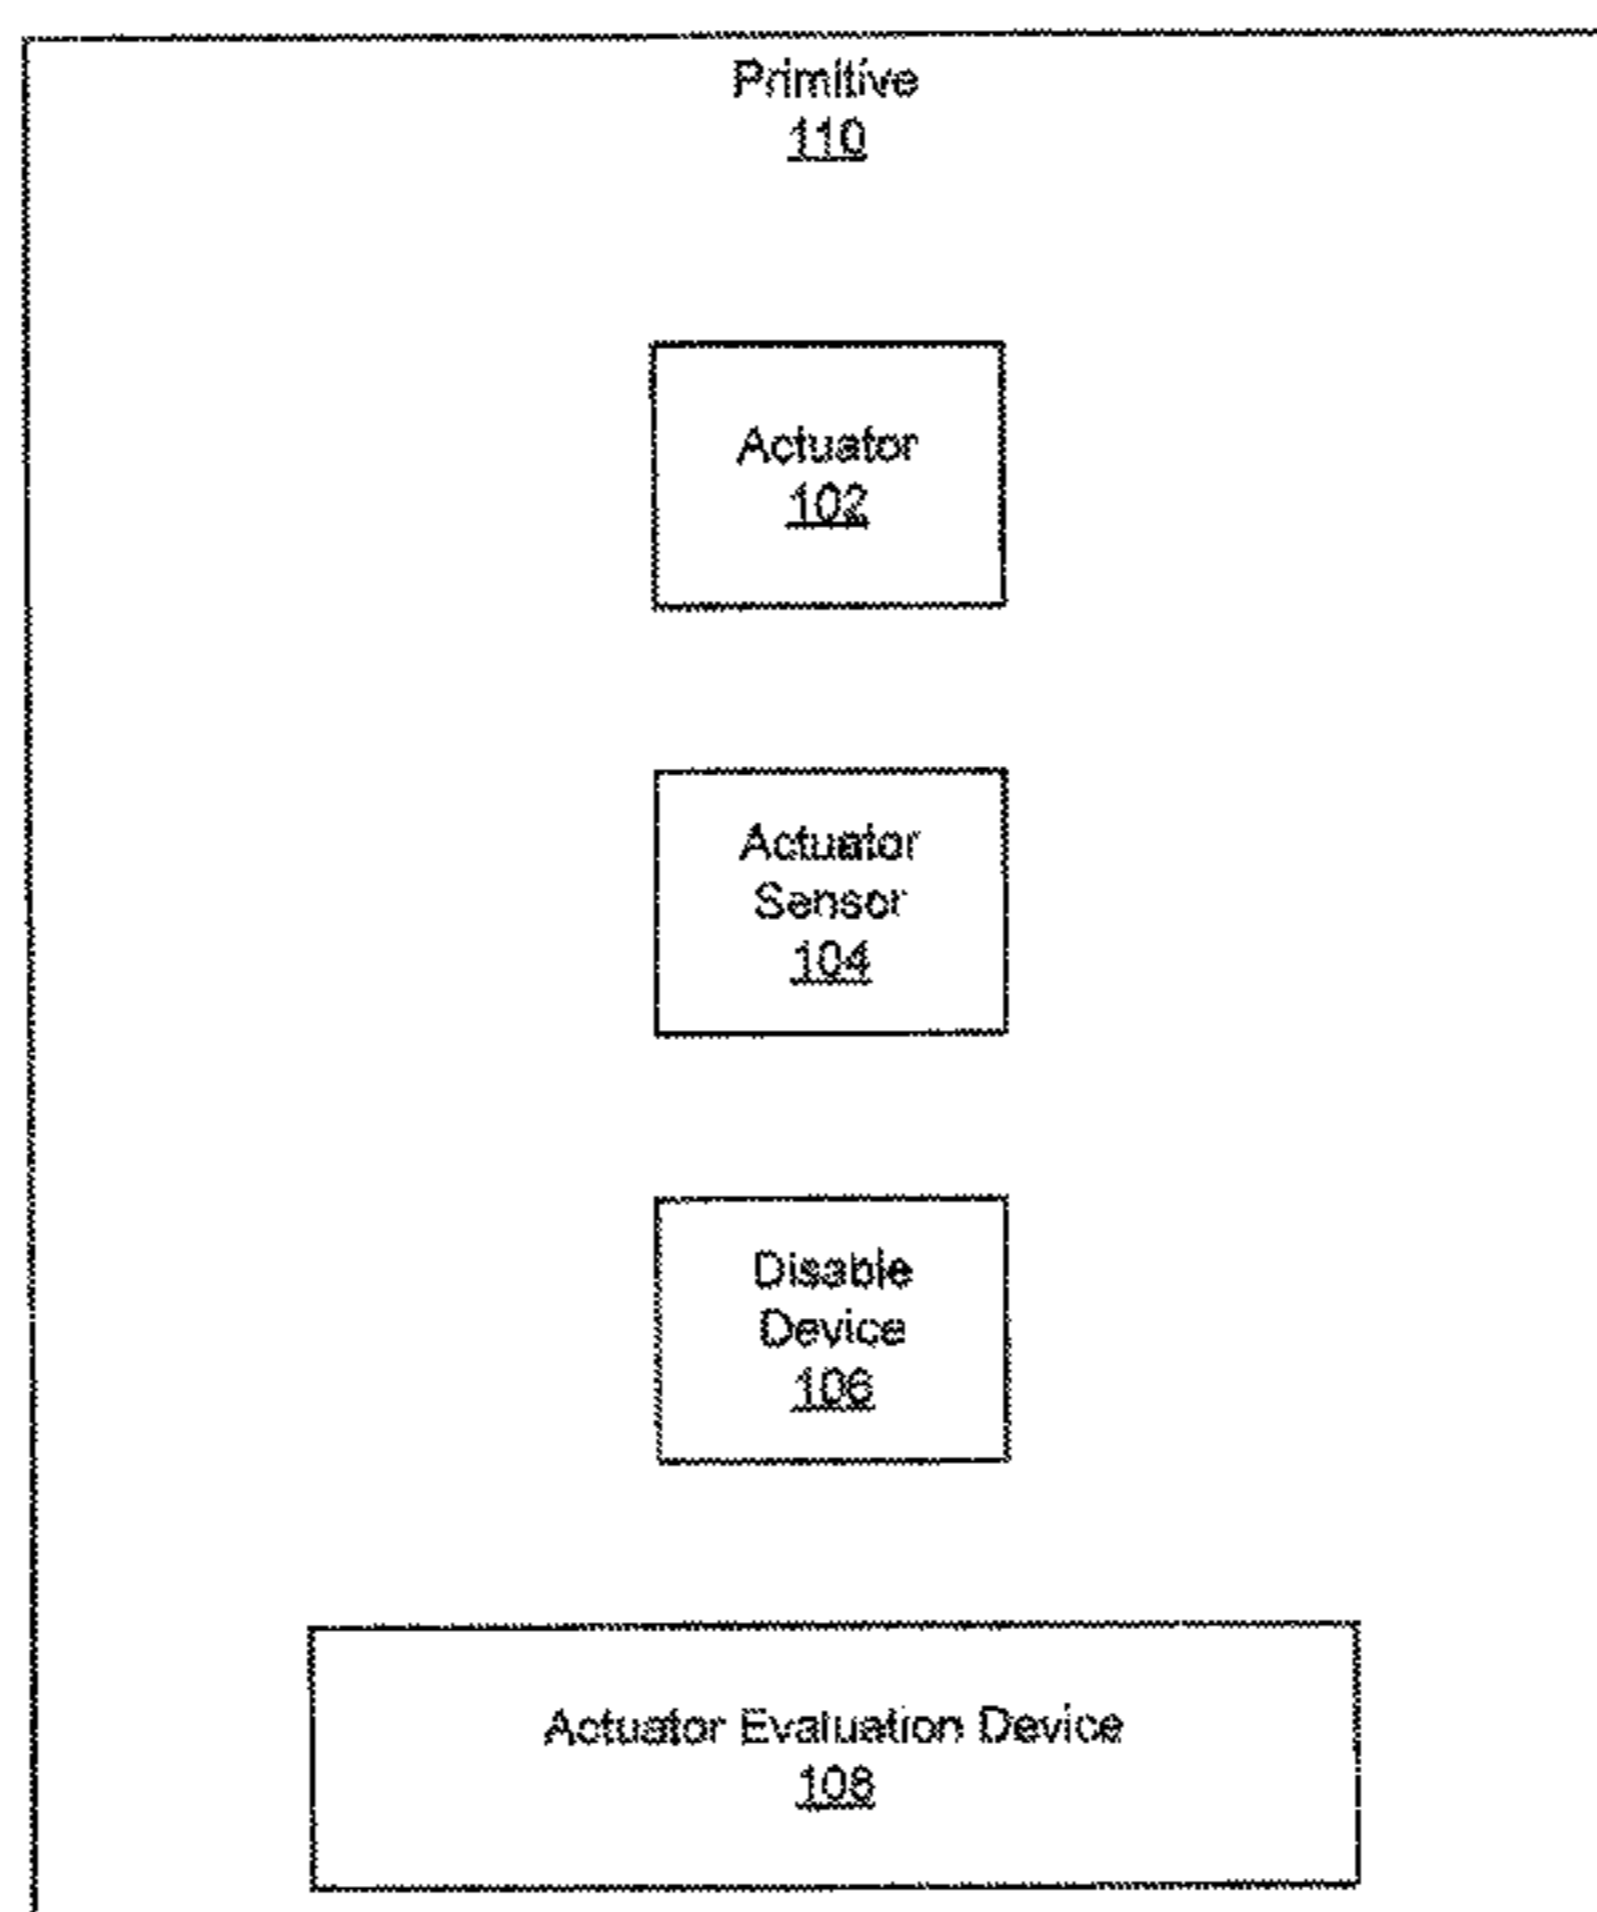 Primitive
110
Actuator
102
Actuator
Sensor
104
Disable
Device
106
Actuator Evaluation Device
108